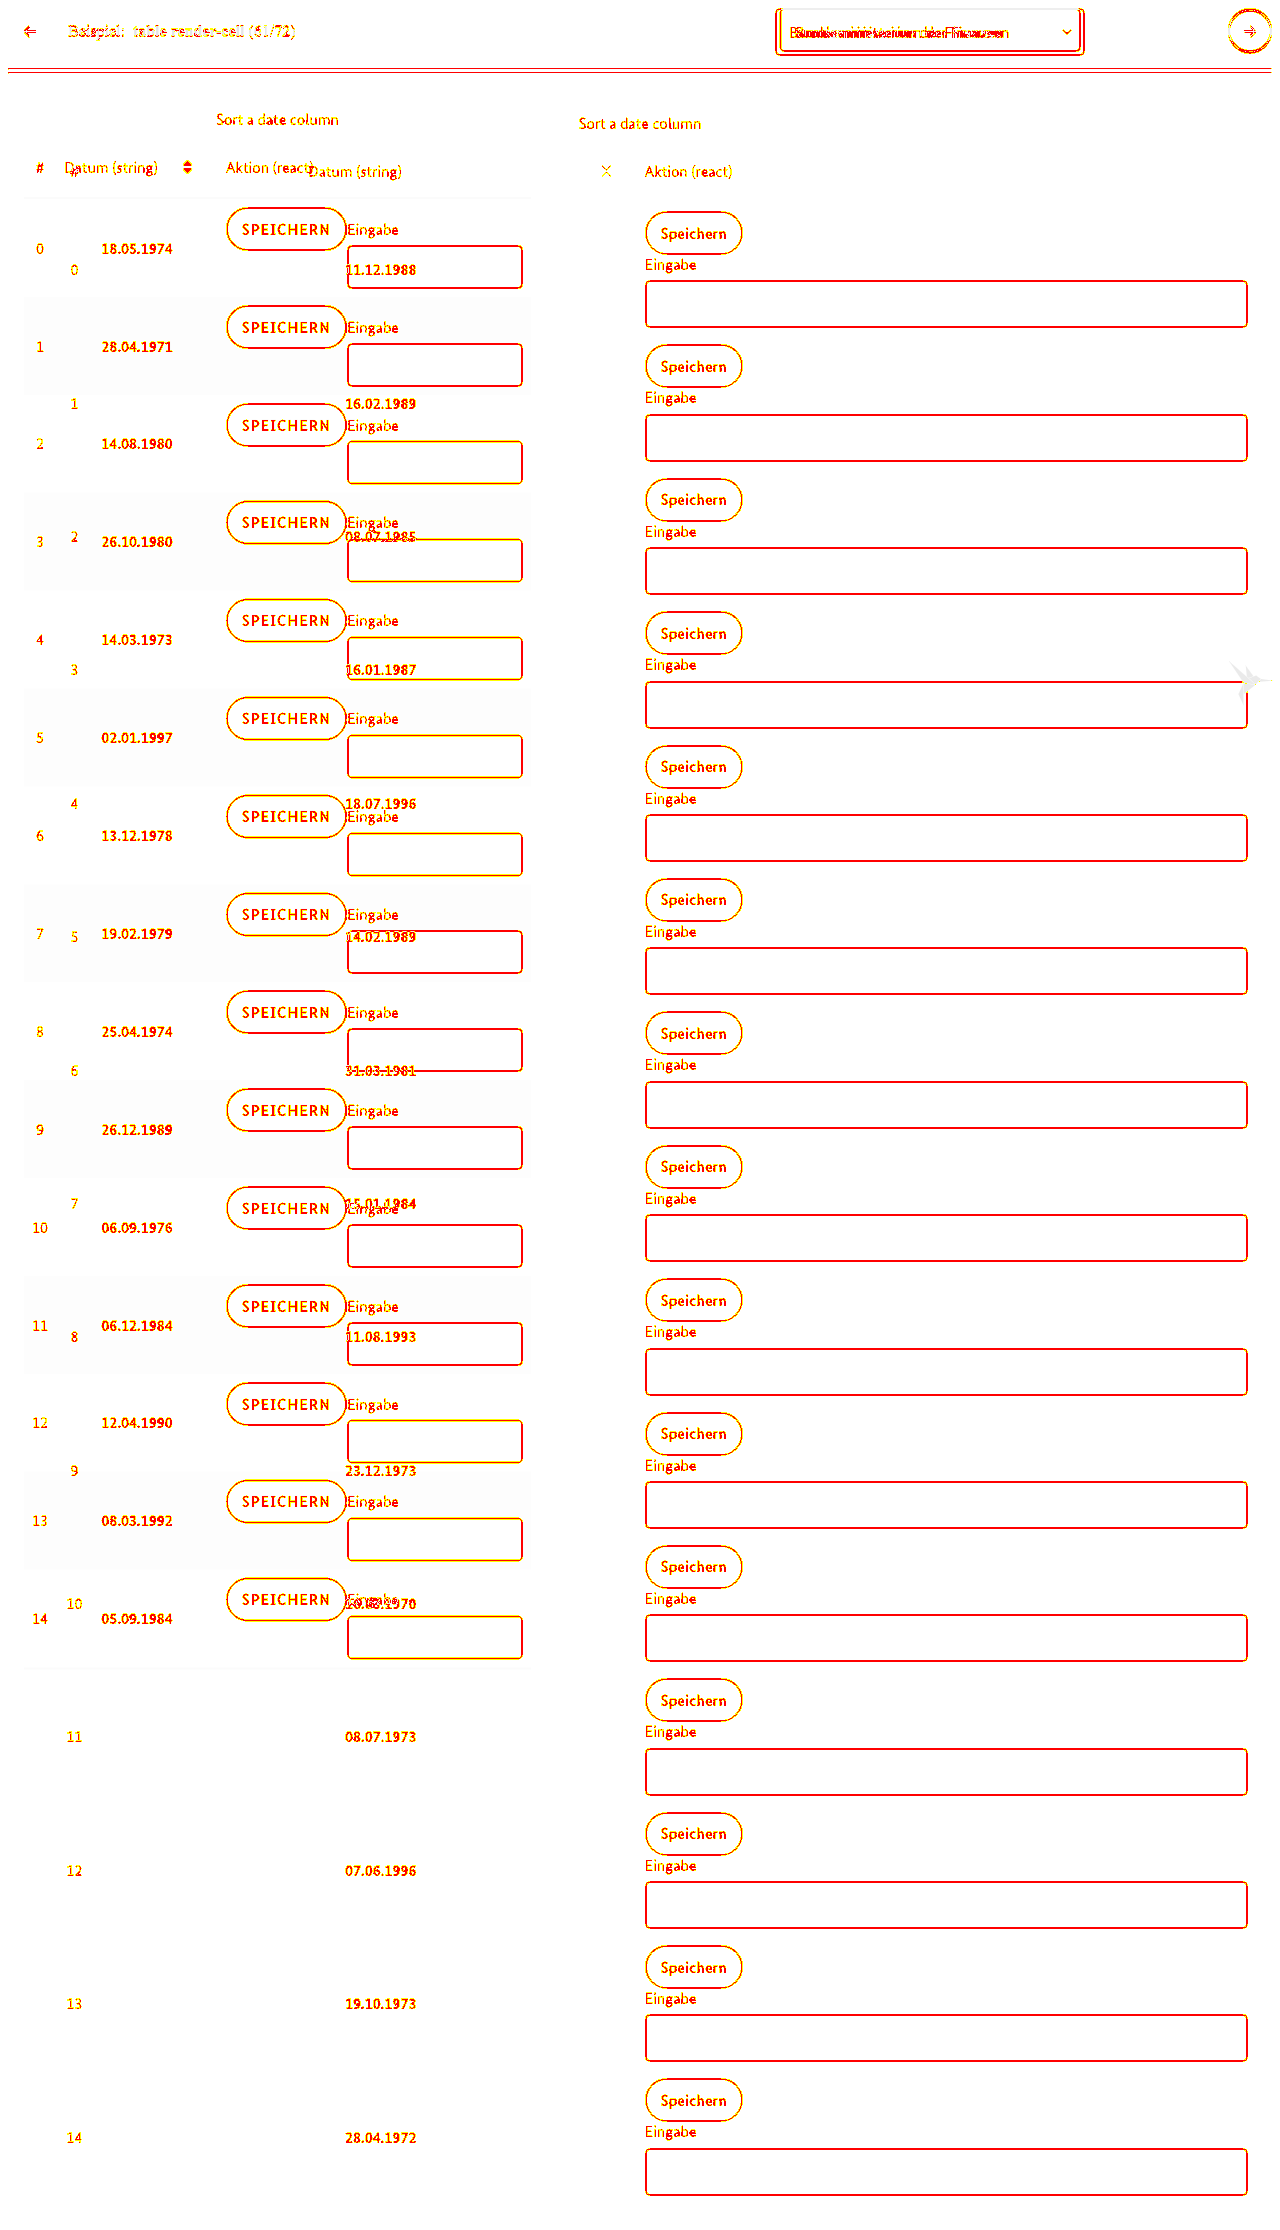 Beispiel: table render-cell (61/72)
Sort a date column
Sort a date column
# Datum (string) Aktion (react)
# Datum (string) Aktion (react)
SPEICHERN Eingabe
Speichern
0 18.05.1974
Eingabe
0 11.12.1988
SPEICHERN Eingabe
1 28.04.1971
Speichern
Eingabe
1 16.02.1989
SPEICHERN Eingabe
2 14.08.1980
Speichern
SPEICHERN Eingabe
Eingabe
2 08.07.1985
3 26.10.1980
SPEICHERN Eingabe
Speichern
4 14.03.1973
Eingabe
3 16.01.1987
SPEICHERN Eingabe
5 02.01.1997
Speichern
Eingabe
4 18.07.1996
SPEICHERN Eingabe
6 13.12.1978
Speichern
SPEICHERN Eingabe
Eingabe
7 19.02.1979
5 14.02.1989
SPEICHERN Eingabe
8 25.04.1974
Speichern
Eingabe
6 31.03.1981
SPEICHERN Eingabe
9 26.12.1989
Speichern
Eingabe
7 15.01.1984
SPEICHERN Eingabe
10 06.09.1976
Speichern
SPEICHERN Eingabe
11 06.12.1984
Eingabe
8 11.08.1993
SPEICHERN Eingabe
12 12.04.1990
Speichern
Eingabe
9 23.12.1973
SPEICHERN Eingabe
13 08.03.1992
Speichern
SPEICHERN
Eingabe
10
14 05.09.1984
Speichern
Eingabe
11 08.07.1973
Speichern
Eingabe
12 07.06.1996
Speichern
Eingabe
13 19.10.1973
Speichern
Eingabe
14 28.04.1972